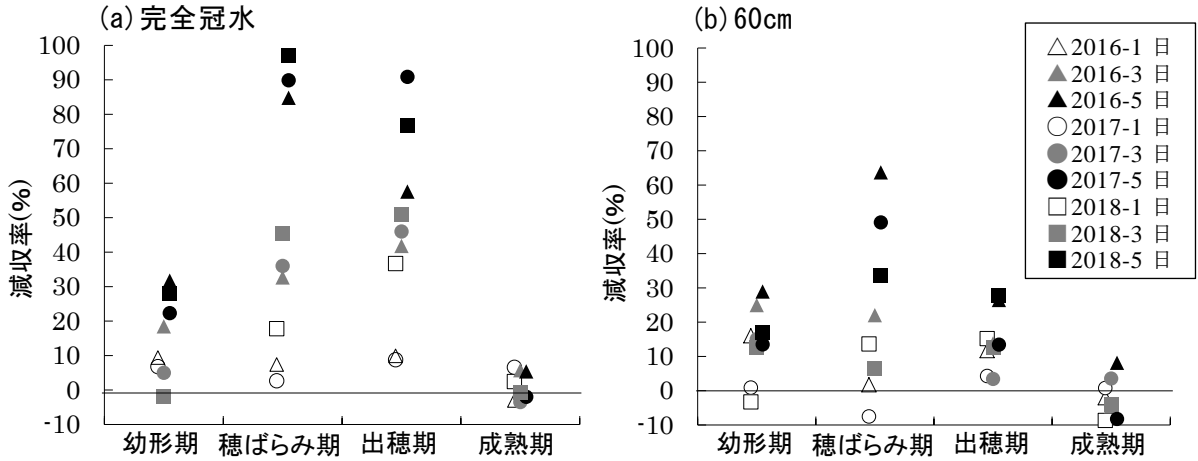 (a) 完全冠水
減収率(%)
100
90
80
70
60
50
40
30
20
10
0
-10
幼形期 穂ばらみ期 出穂期 成熟期
(b) 60cm
減収率(%)
100
90
80
70
60
50
40
30
20
10
0
-10
幼形期 穂ばらみ期 出穂期 成熟期
2016-1 日
2016-3 日
2016-5 日
2017-1 日
2017-3 日
2017-5 日
2018-1 日
2018-3 日
2018-5 日